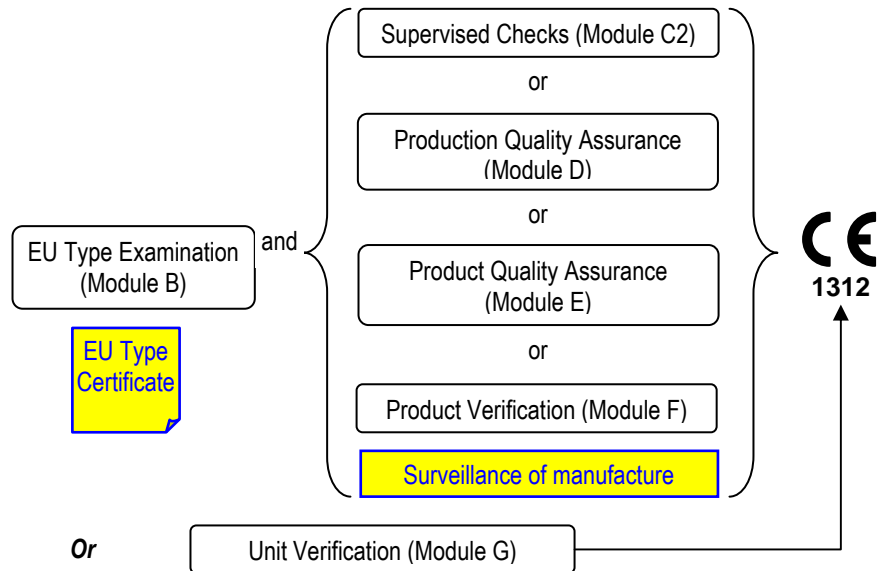 Supervised Checks (Module C2)
or
Production Quality Assurance
(Module D)
or
EU Type Examination
(Module B)
and
Product Quality Assurance
(Module E)
CE
1312
EU Type
Certificate
or
Product Verification (Module F)
Surveillance of manufacture
Or
Unit Verification (Module G)